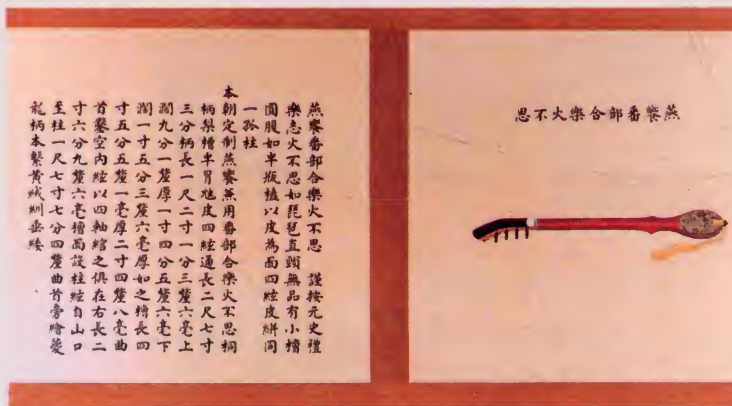 燕饗番部合樂火不思
燕饗番部合樂火不思 謹按元史禮
樂志火不思如琵琶直頸無品有小槽
圓腹如半瓶榼以皮為面四絃皮絣同
一孤柱
本朝定制燕饗兼用番部合樂火不思桐
柄梨槽半冒虺皮四絃通長二尺七寸
三分柄長一尺二寸一分三釐六毫上
濶九分一釐厚一寸四分五釐六毫下
濶一寸五分三釐六毫厚如之槽長四
寸五分五釐一毫厚二寸四釐八毫曲
首鑿空內絃以四軸綰之俱在右長二
寸六分九釐六毫槽面設柱絃自山口
至柱一尺七寸七分四釐曲首旁繪夔
龍柄本繫黃絨紃垂緌